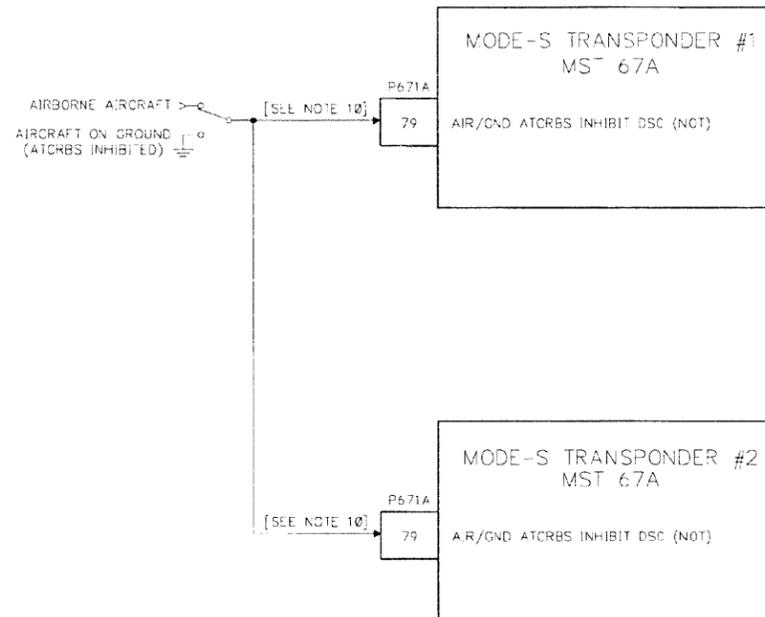 MODE-S TRANSPONDER #1
MST 67A
P671A
AIRBORNE AIRCRAFT
[SEE NOTE 10]
79
AIR/GND ATCRBS INHIBIT DSC (NOT)
AIRCRAFT ON GROUND
(ATCRBS INHIBITED)
MODE-S TRANSPONDER #2
MST 67A
P671A
[SEE NOTE 10]
79
AIR/GND ATCRBS INHIBIT DSC (NOT)